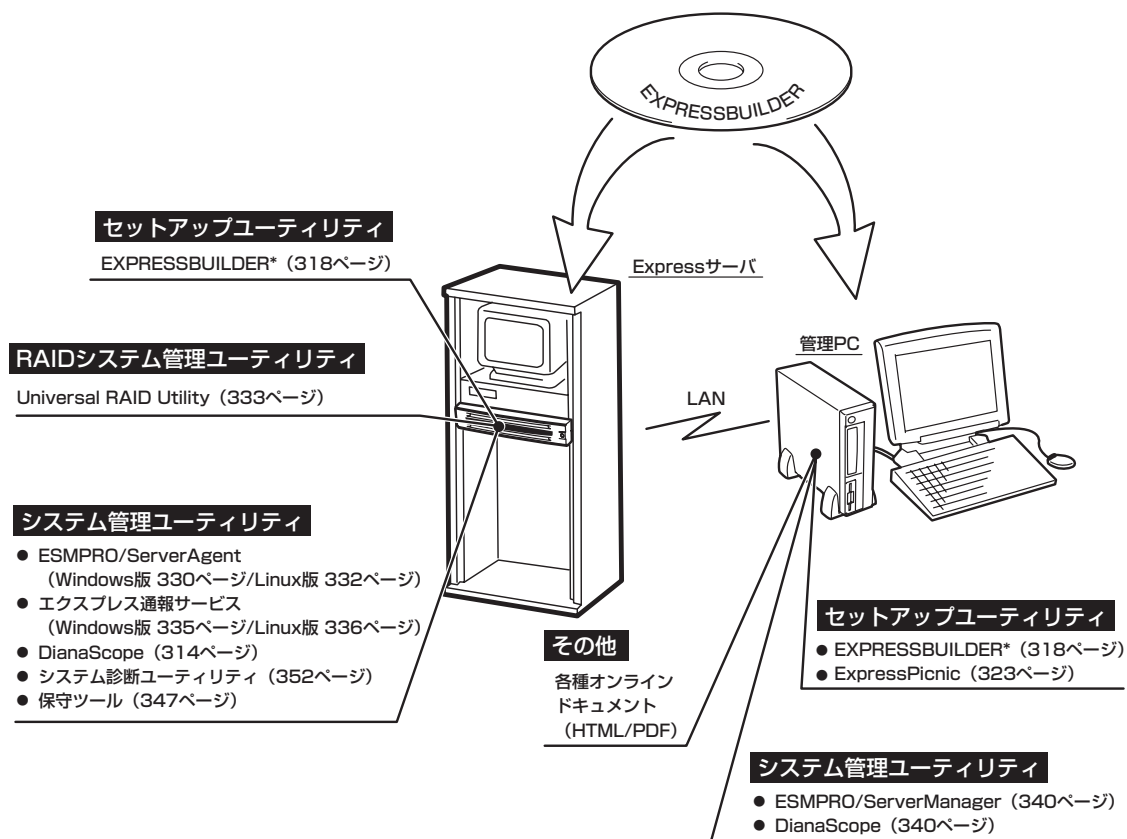 EXPRESSBUILDER
セットアップユーティリティ
EXPRESSBUILDER*（318ページ）
Expressサーバ
RAIDシステム管理ユーティリティ
Universal RAID Utility（333ページ）
管理PC
LAN
システム管理ユーティリティ
● ESMPRO/ServerAgent
（Windows版 330ページ/Linux版 332ページ）
● エクスプレス通報サービス
（Windows版 335ページ/Linux版 336ページ）
● DianaScope（314ページ）
● システム診断ユーティリティ（352ページ）
● 保守ツール（347ページ）
その他
各種オンライン
ドキュメント
（HTML/PDF）
セットアップユーティリティ
● EXPRESSBUILDER*（318ページ）
● ExpressPicnic（323ページ）
システム管理ユーティリティ
● ESMPRO/ServerManager（340ページ）
● DianaScope（340ページ）